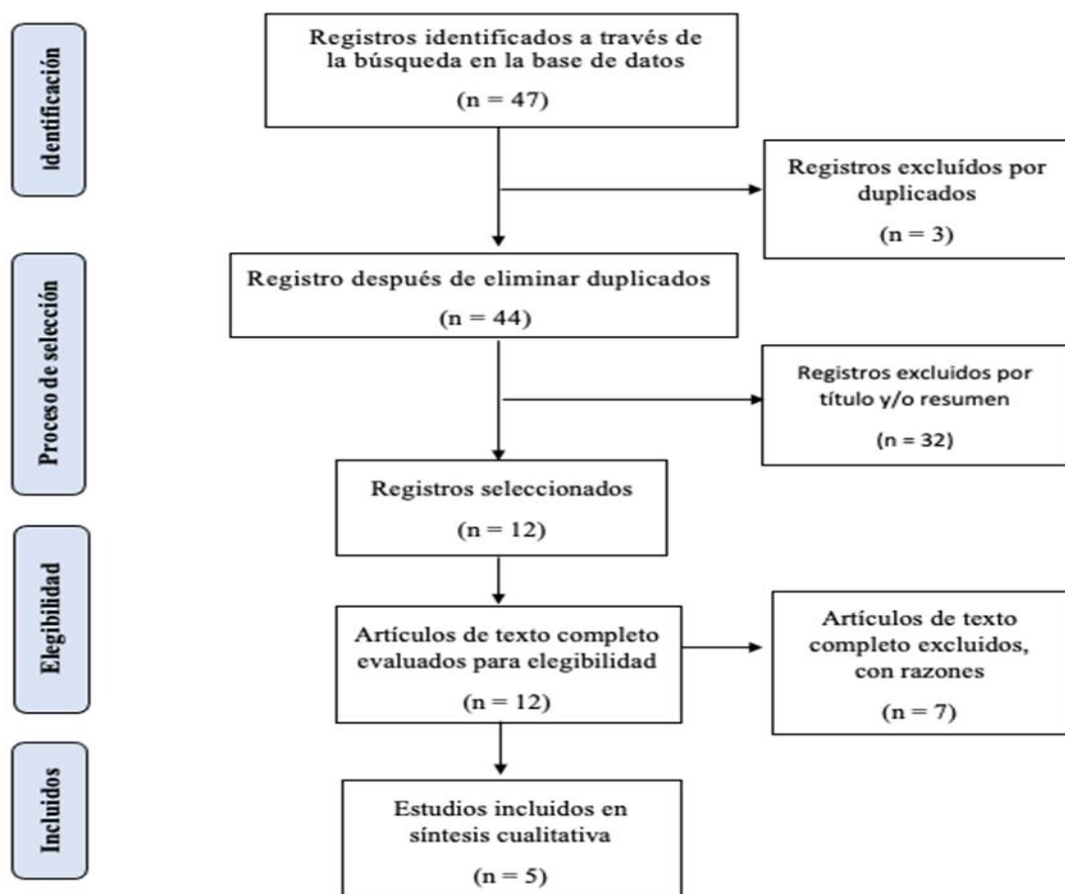 Identificación
Registros identificados a través de
la búsqueda en la base de datos
(n = 47)
Registros excluídos por
duplicados
(n = 3)
Proceso de selección
Registro después de eliminar duplicados
(n = 44)
Registros excluidos por
título y/o resumen
(n = 32)
Registros seleccionados
(n = 12)
Elegibilidad
Artículos de texto completo
evaluados para elegibilidad
(n = 12)
Artículos de texto
completo excluidos,
con razones
(n = 7)
Incluidos
Estudios incluidos en
síntesis cualitativa
(n = 5)